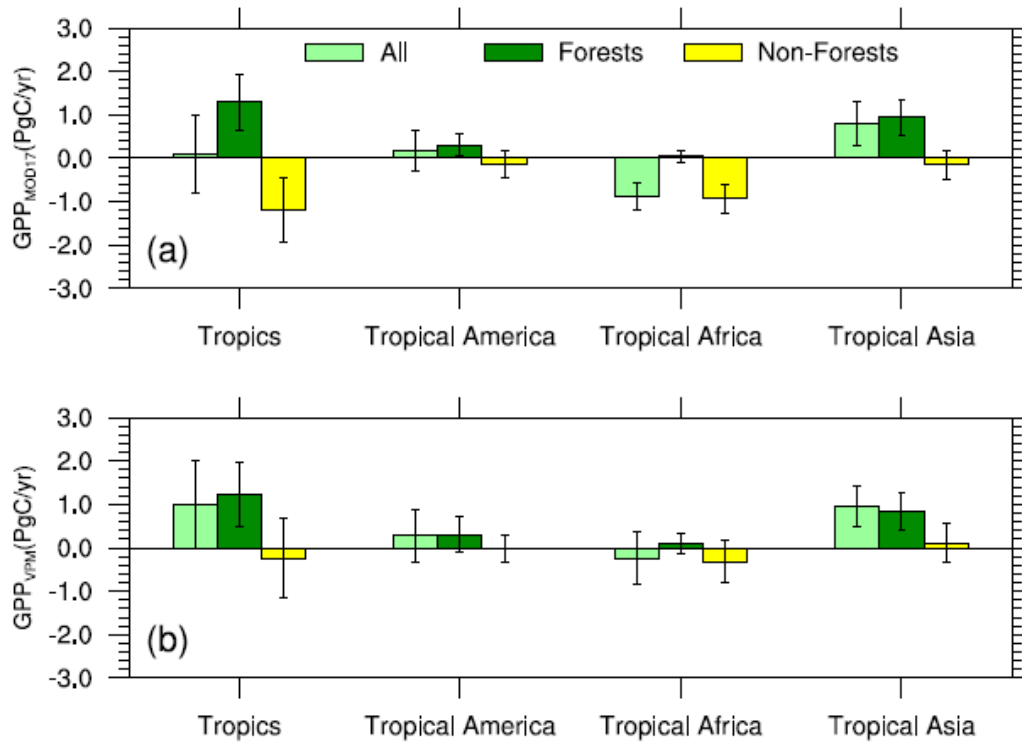 3.0
All Forests Non-Forests
2.0
1.0
0.0
-1.0
-2.0
-3.0
GPP_MOD17(PgC/yr)
(a)
Tropics Tropical America Tropical Africa Tropical Asia
3.0
2.0
1.0
0.0
-1.0
-2.0
-3.0
GPP_VPM(PgC/yr)
(b)
Tropics Tropical America Tropical Africa Tropical Asia